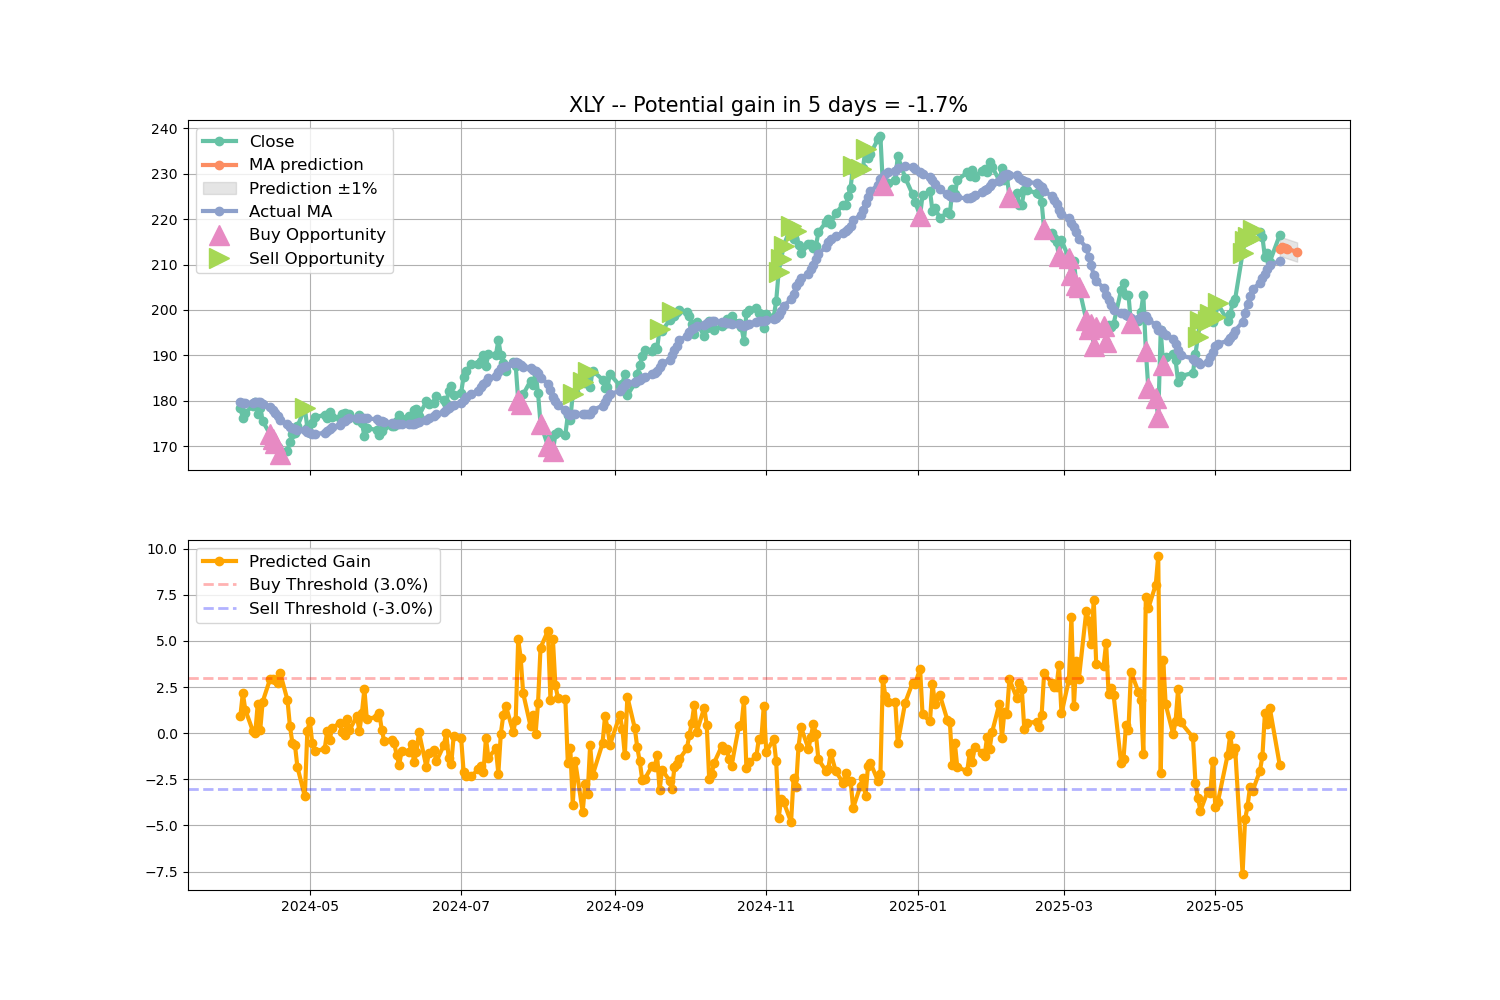 XLY -- Potential gain in 5 days = -1.7%
240
230
220
210
200
190
180
170
Close
MA prediction
Prediction ±1%
Actual MA
Buy Opportunity
Sell Opportunity
10.0
7.5
5.0
2.5
0.0
−2.5
−5.0
−7.5
Predicted Gain
Buy Threshold (3.0%)
Sell Threshold (-3.0%)
2024-05
2024-07
2024-09
2024-11
2025-01
2025-03
2025-05